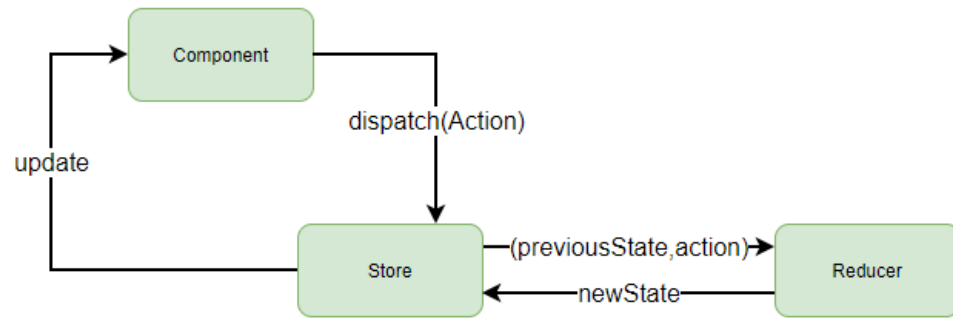 Component
dispatch(Action)
update
(previousState,action)
Store
Reducer
newState